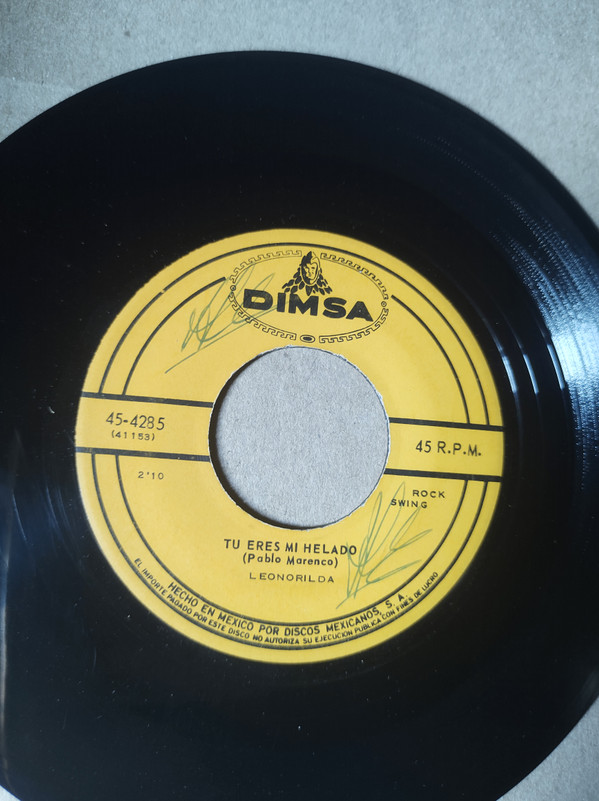 DIMSA
45-4285
(41153)
45 R.P.M.
2'10
ROCK
SWING
TU ERES MI HELADO
(Pablo Marenco)
LEONORILDA
HECHO EN MEXICO POR DISCOS MEXICANOS, S. A.
EL IMPORTE PAGADO POR ESTE DISCO NO AUTORIZA SU EJECUCION PUBLICA CON FINES DE LUCRO